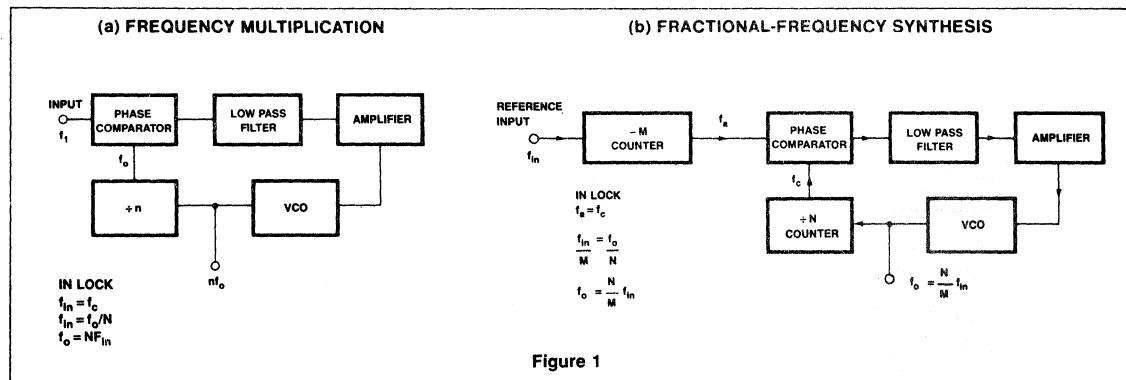 (a) FREQUENCY MULTIPLICATION
INPUT
f1
PHASE
COMPARATOR
LOW PASS
FILTER
AMPLIFIER
fo
÷ n
VCO
nfo
IN LOCK
fin = fc
fin = fo/N
fo = NFin
(b) FRACTIONAL-FREQUENCY SYNTHESIS
REFERENCE
INPUT
fin
– M
COUNTER
fa
PHASE
COMPARATOR
LOW PASS
FILTER
AMPLIFIER
fc
÷ N
COUNTER
VCO
IN LOCK
fa = fc
fin/M = fo/N
fo = N/M fin
fo = N/M fin
Figure 1